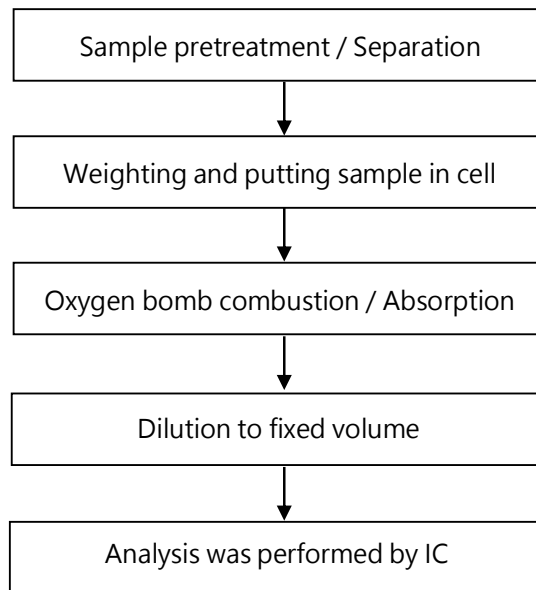 Sample pretreatment / Separation
Weighting and putting sample in cell
Oxygen bomb combustion / Absorption
Dilution to fixed volume
Analysis was performed by IC